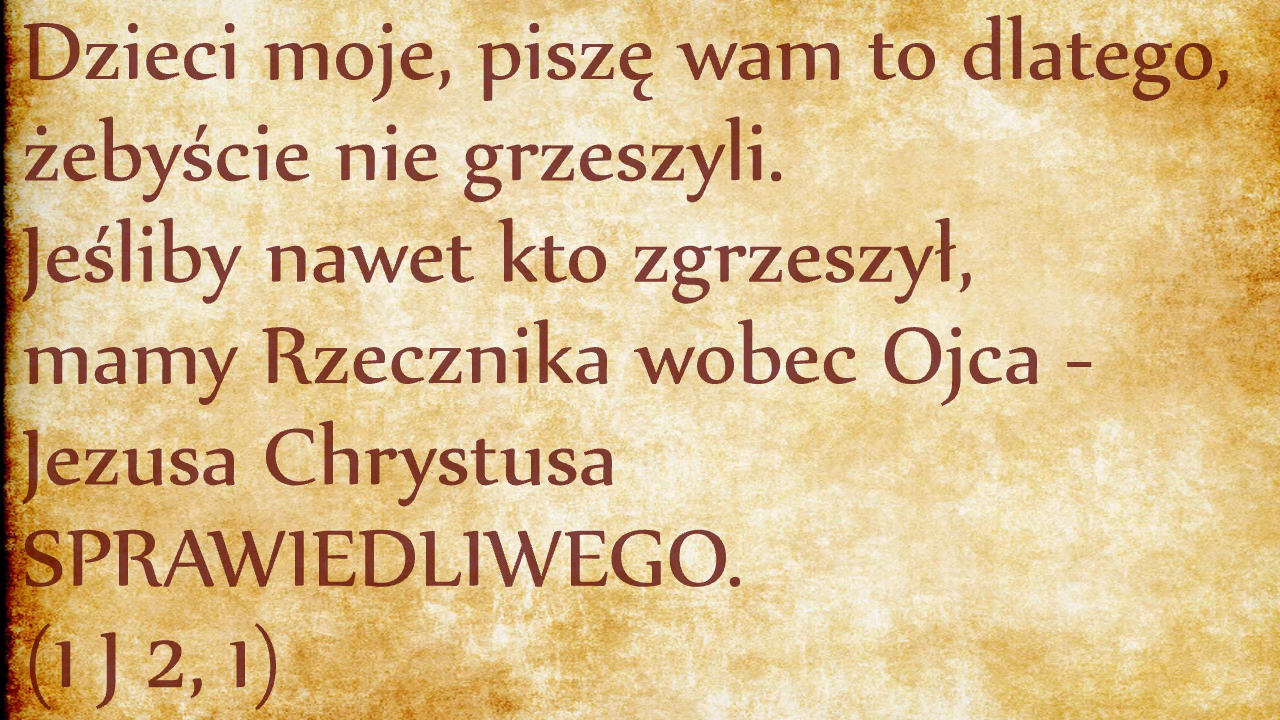 Dzieci moje, piszę wam to dlatego,
żebyście nie grzeszyli.
Jeśliby nawet kto zgrzeszył,
mamy Rzecznika wobec Ojca -
Jezusa Chrystusa
SPRAWIEDLIWEGO.
(1 J 2, 1)